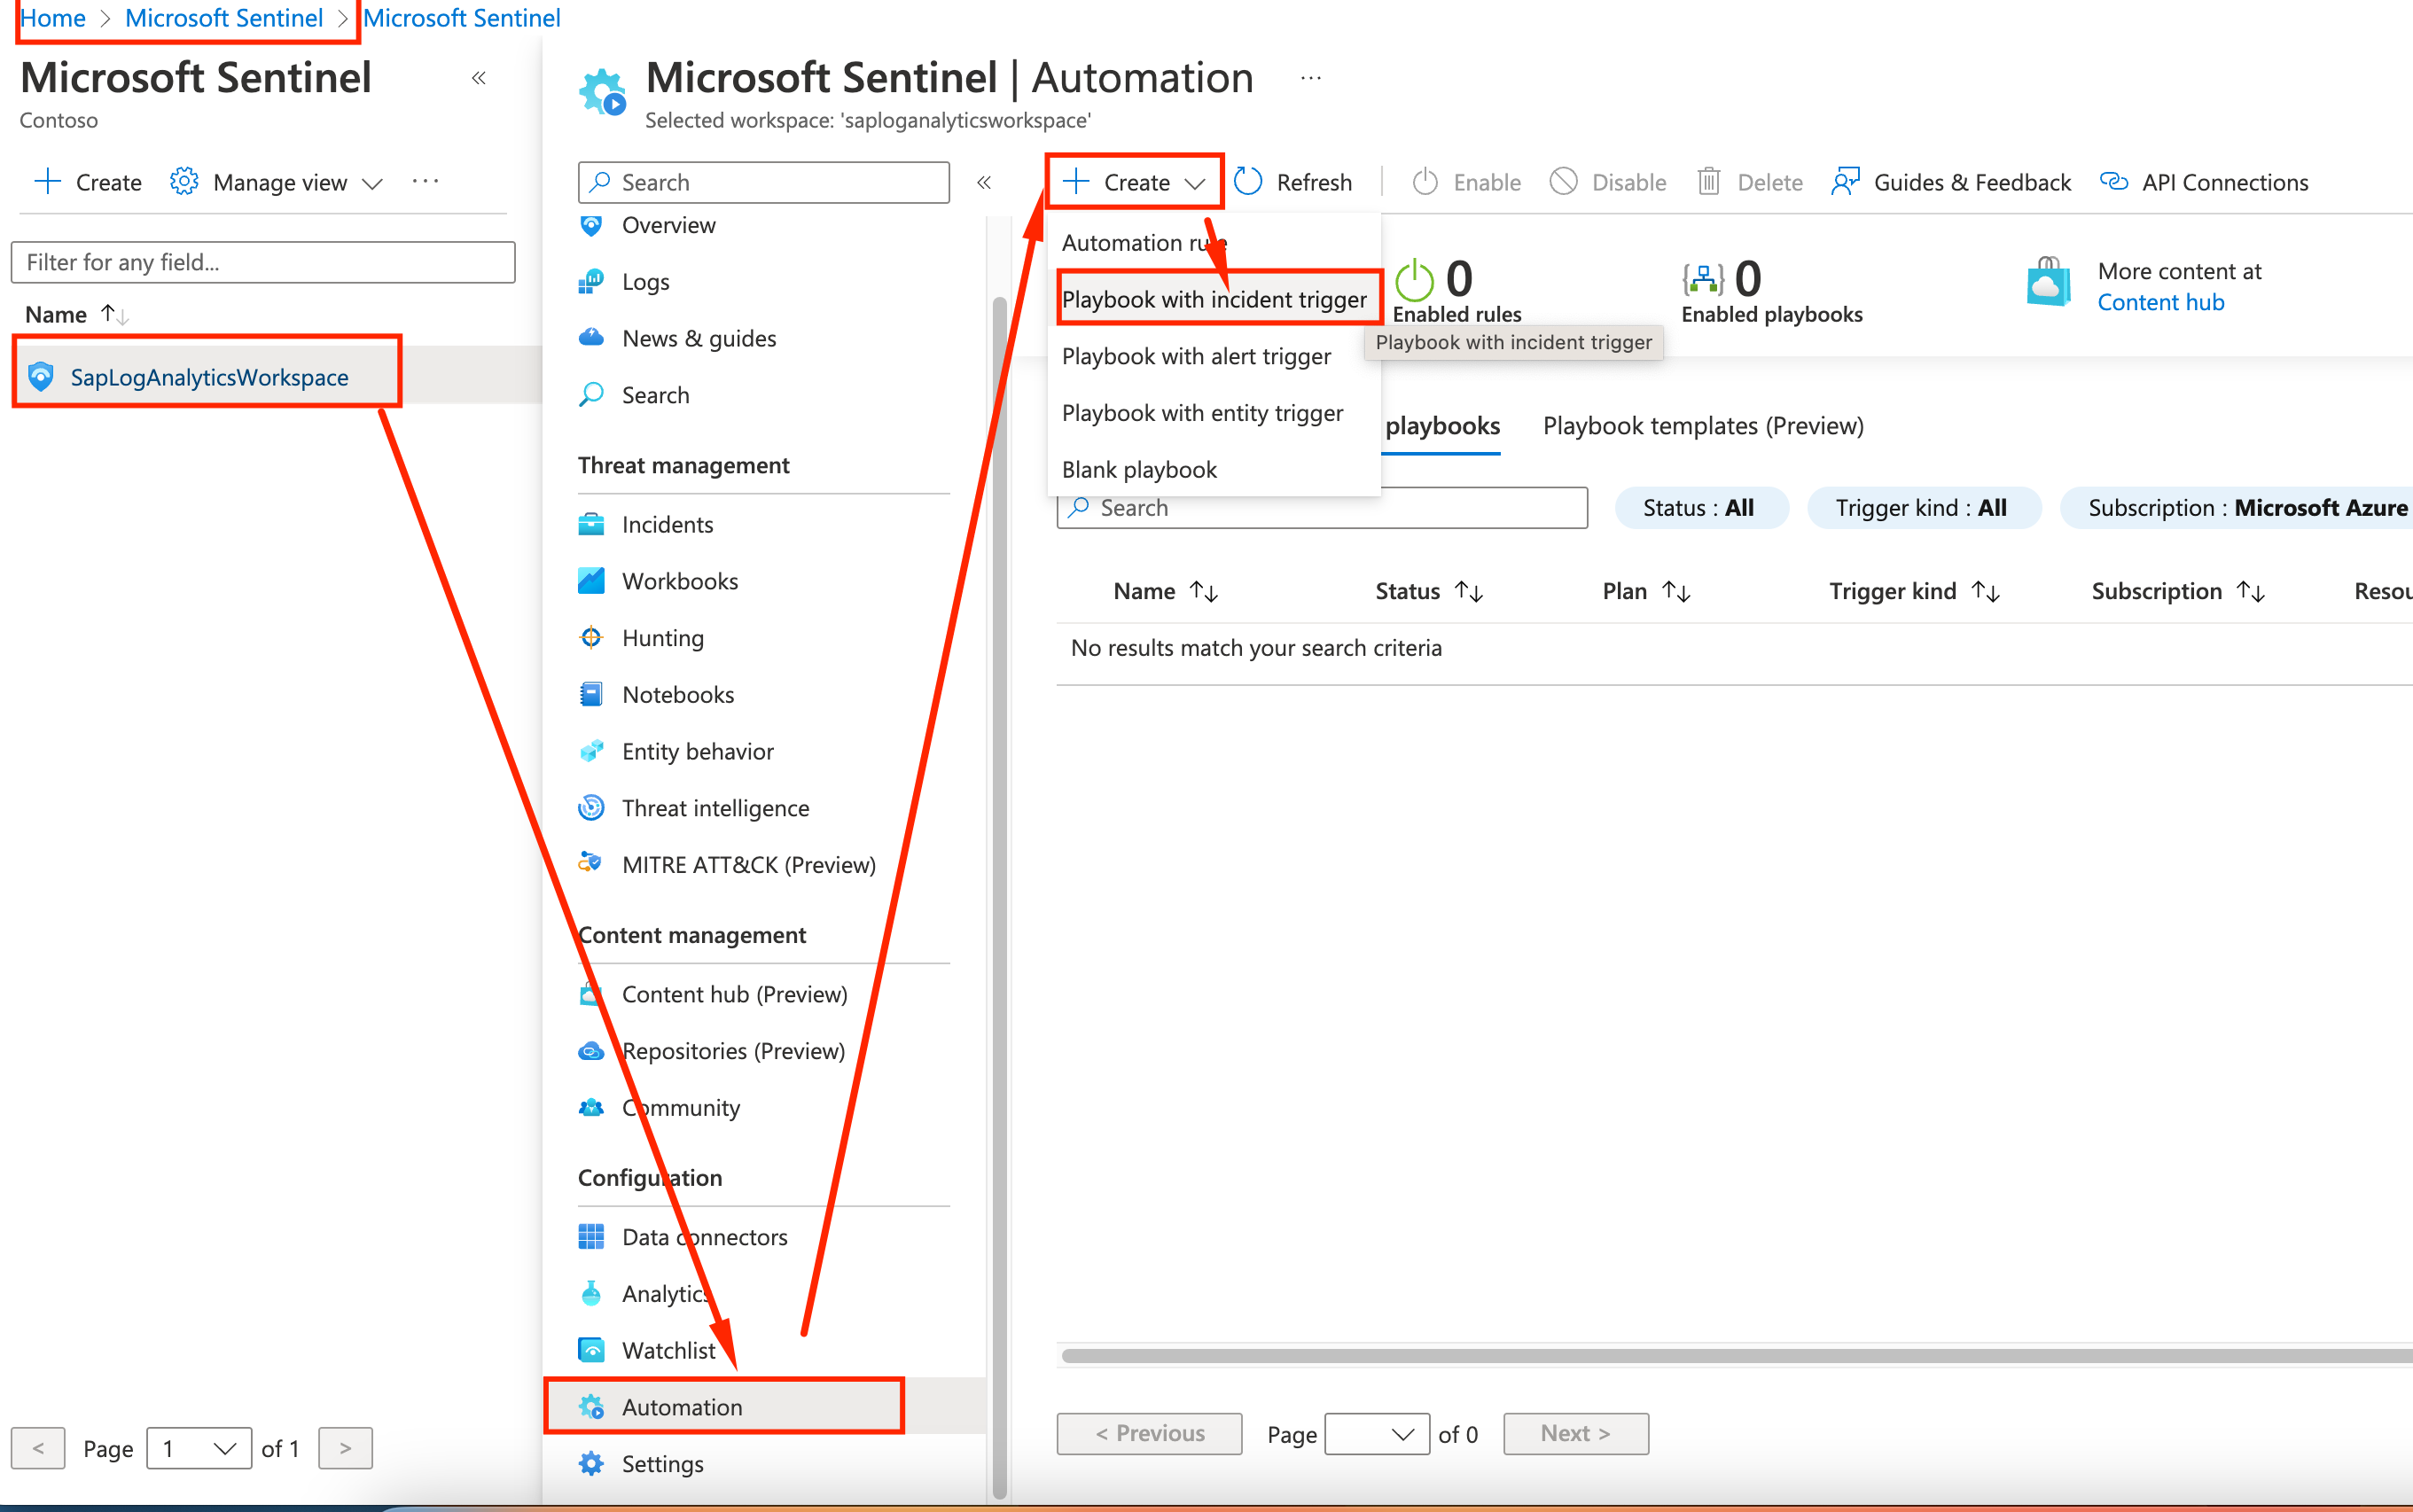 Home > Microsoft Sentinel > Microsoft Sentinel
Microsoft Sentinel
«
Contoso
Create
Manage view
...
Filter for any field...
Name
SapLogAnalyticsWorkspace
< Page 1 of 1 >
Microsoft Sentinel | Automation
...
Selected workspace: 'saploganalyticsworkspace'
Search
«
Overview
Logs
News & guides
Search
Threat management
Incidents
Workbooks
Hunting
Notebooks
Entity behavior
Threat intelligence
MITRE ATT&CK (Preview)
Content management
Content hub (Preview)
Repositories (Preview)
Community
Configuration
Data connectors
Analytics
Watchlist
Automation
Settings
Create
Refresh
Enable
Disable
Delete
Guides & Feedback
API Connections
Automation rule
Playbook with incident trigger
Playbook with alert trigger
Playbook with entity trigger
Blank playbook
0
Enabled rules
0
Enabled playbooks
More content at
Content hub
Playbook with incident trigger
playbooks
Playbook templates (Preview)
Search
Status : All
Trigger kind : All
Subscription : Microsoft Azure
Name
Status
Plan
Trigger kind
Subscription
Resou
No results match your search criteria
< Previous
Page
of 0
Next >